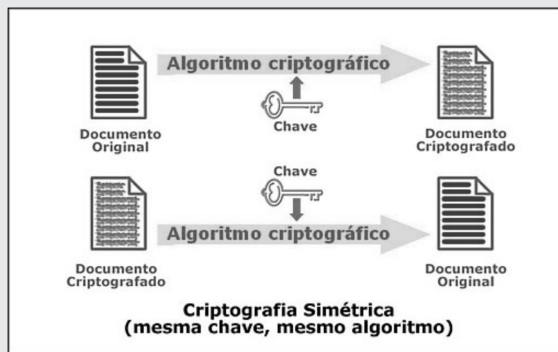 Algoritmo criptográfico
Chave
Documento
Original
Documento
Criptografado
Chave
Algoritmo criptográfico
Documento
Criptografado
Documento
Original
Criptografia Simétrica
(mesma chave, mesmo algoritmo)